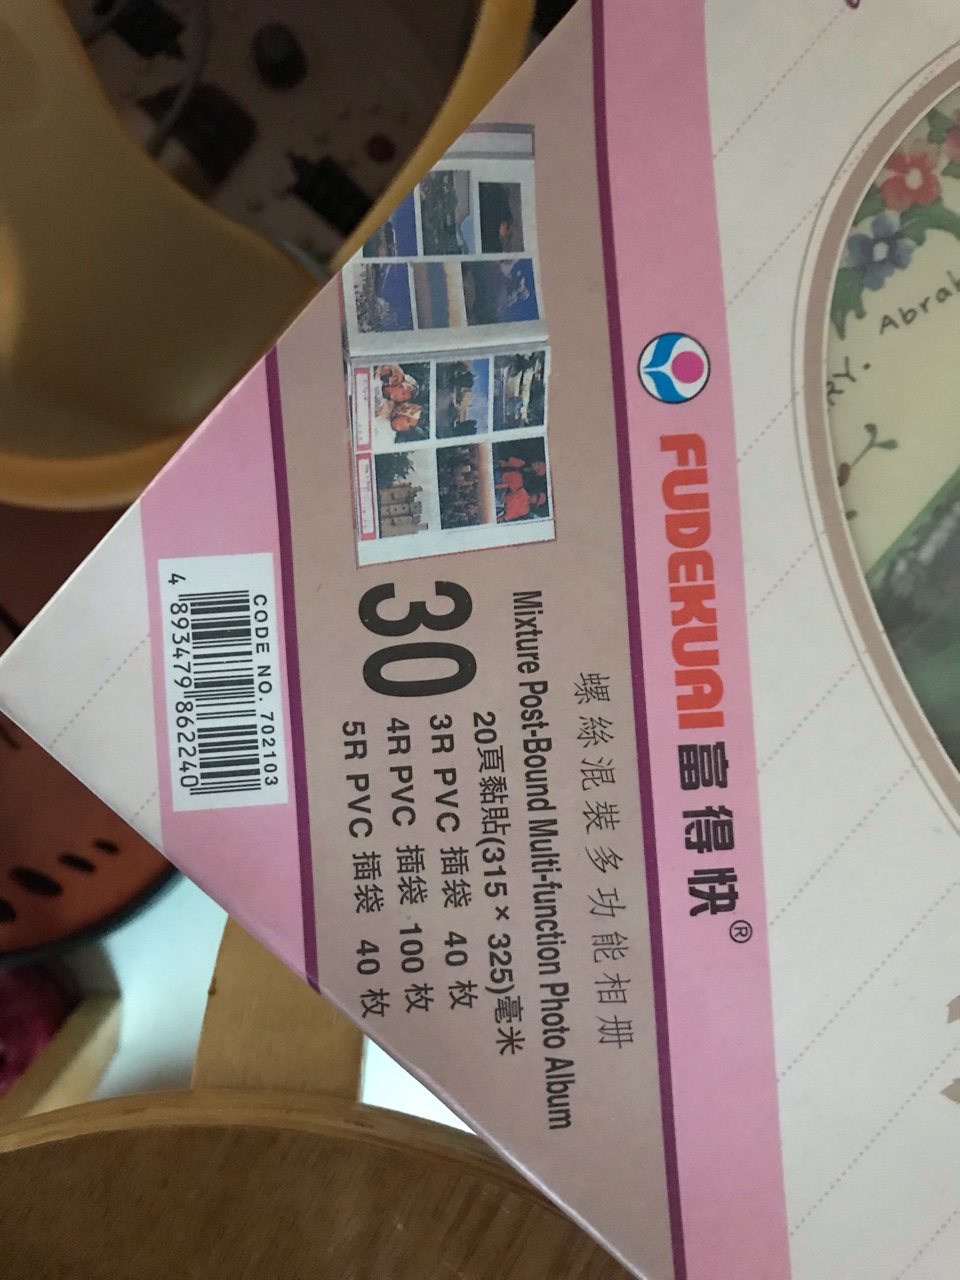 FUDEKUAI 富得快®
螺絲混裝多功能相册
Mixture Post-Bound Multi-function Photo Album
30
20頁黏貼(315×325)毫米
3R PVC 插袋 40 枚
4R PVC 插袋 100 枚
5R PVC 插袋 40 枚
CODE NO. 702103
4 893479 862240